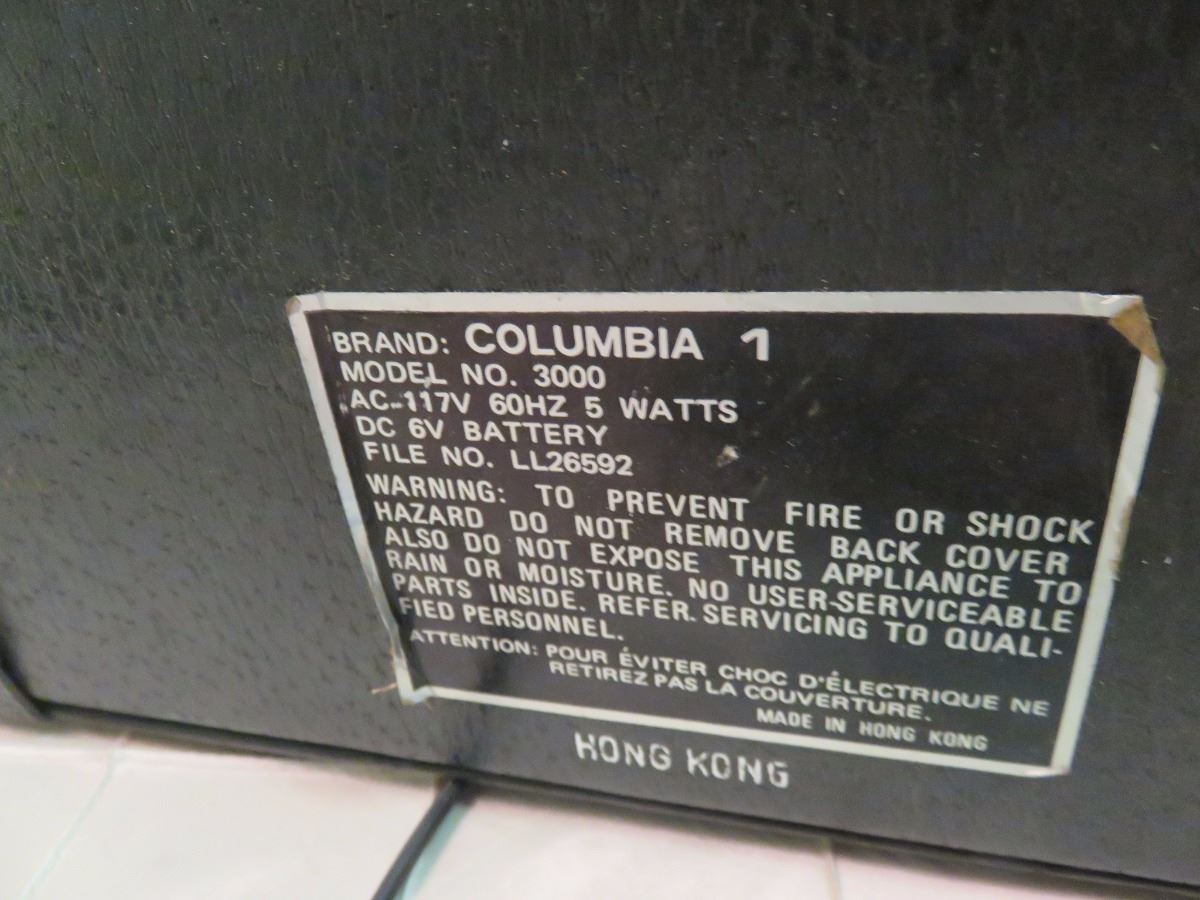 BRAND: COLUMBIA 1
MODEL NO. 3000
AC-117V 60HZ 5 WATTS
DC 6V BATTERY
FILE NO. LL26592
WARNING: TO PREVENT FIRE OR SHOCK
HAZARD DO NOT REMOVE BACK COVER
ALSO DO NOT EXPOSE THIS APPLIANCE TO
RAIN OR MOISTURE. NO USER-SERVICEABLE
PARTS INSIDE. REFER. SERVICING TO QUALI-
FIED PERSONNEL.
ATTENTION: POUR ÉVITER CHOC D'ÉLECTRIQUE NE
RETIREZ PAS LA COUVERTURE.
MADE IN HONG KONG
HONG KONG